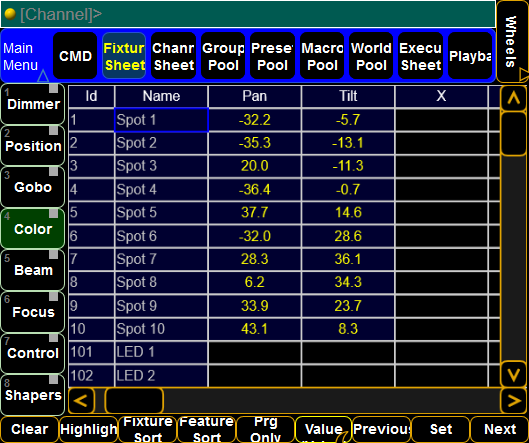 [Channel]>
Main
Menu
CMD
Fixtur
Sheet
Chann
Sheet
Group
Pool
Preset
Pool
Macro
Pool
World
Pool
Execu
Sheet
Playba
Wheels
1
Dimmer
2
Position
3
Gobo
4
Color
5
Beam
6
Focus
7
Control
8
Shapers
Id Name Pan Tilt X
1 Spot 1 -32.2 -5.7
2 Spot 2 -35.3 -13.1
3 Spot 3 20.0 -11.3
4 Spot 4 -36.4 -0.7
5 Spot 5 37.7 14.6
6 Spot 6 -32.0 28.6
7 Spot 7 28.3 36.1
8 Spot 8 6.2 34.3
9 Spot 9 33.9 23.7
10 Spot 10 43.1 8.3
101 LED 1
102 LED 2
Clear
Highligh
Fixture
Sort
Feature
Sort
Prg
Only
Value
Previous
Set
Next